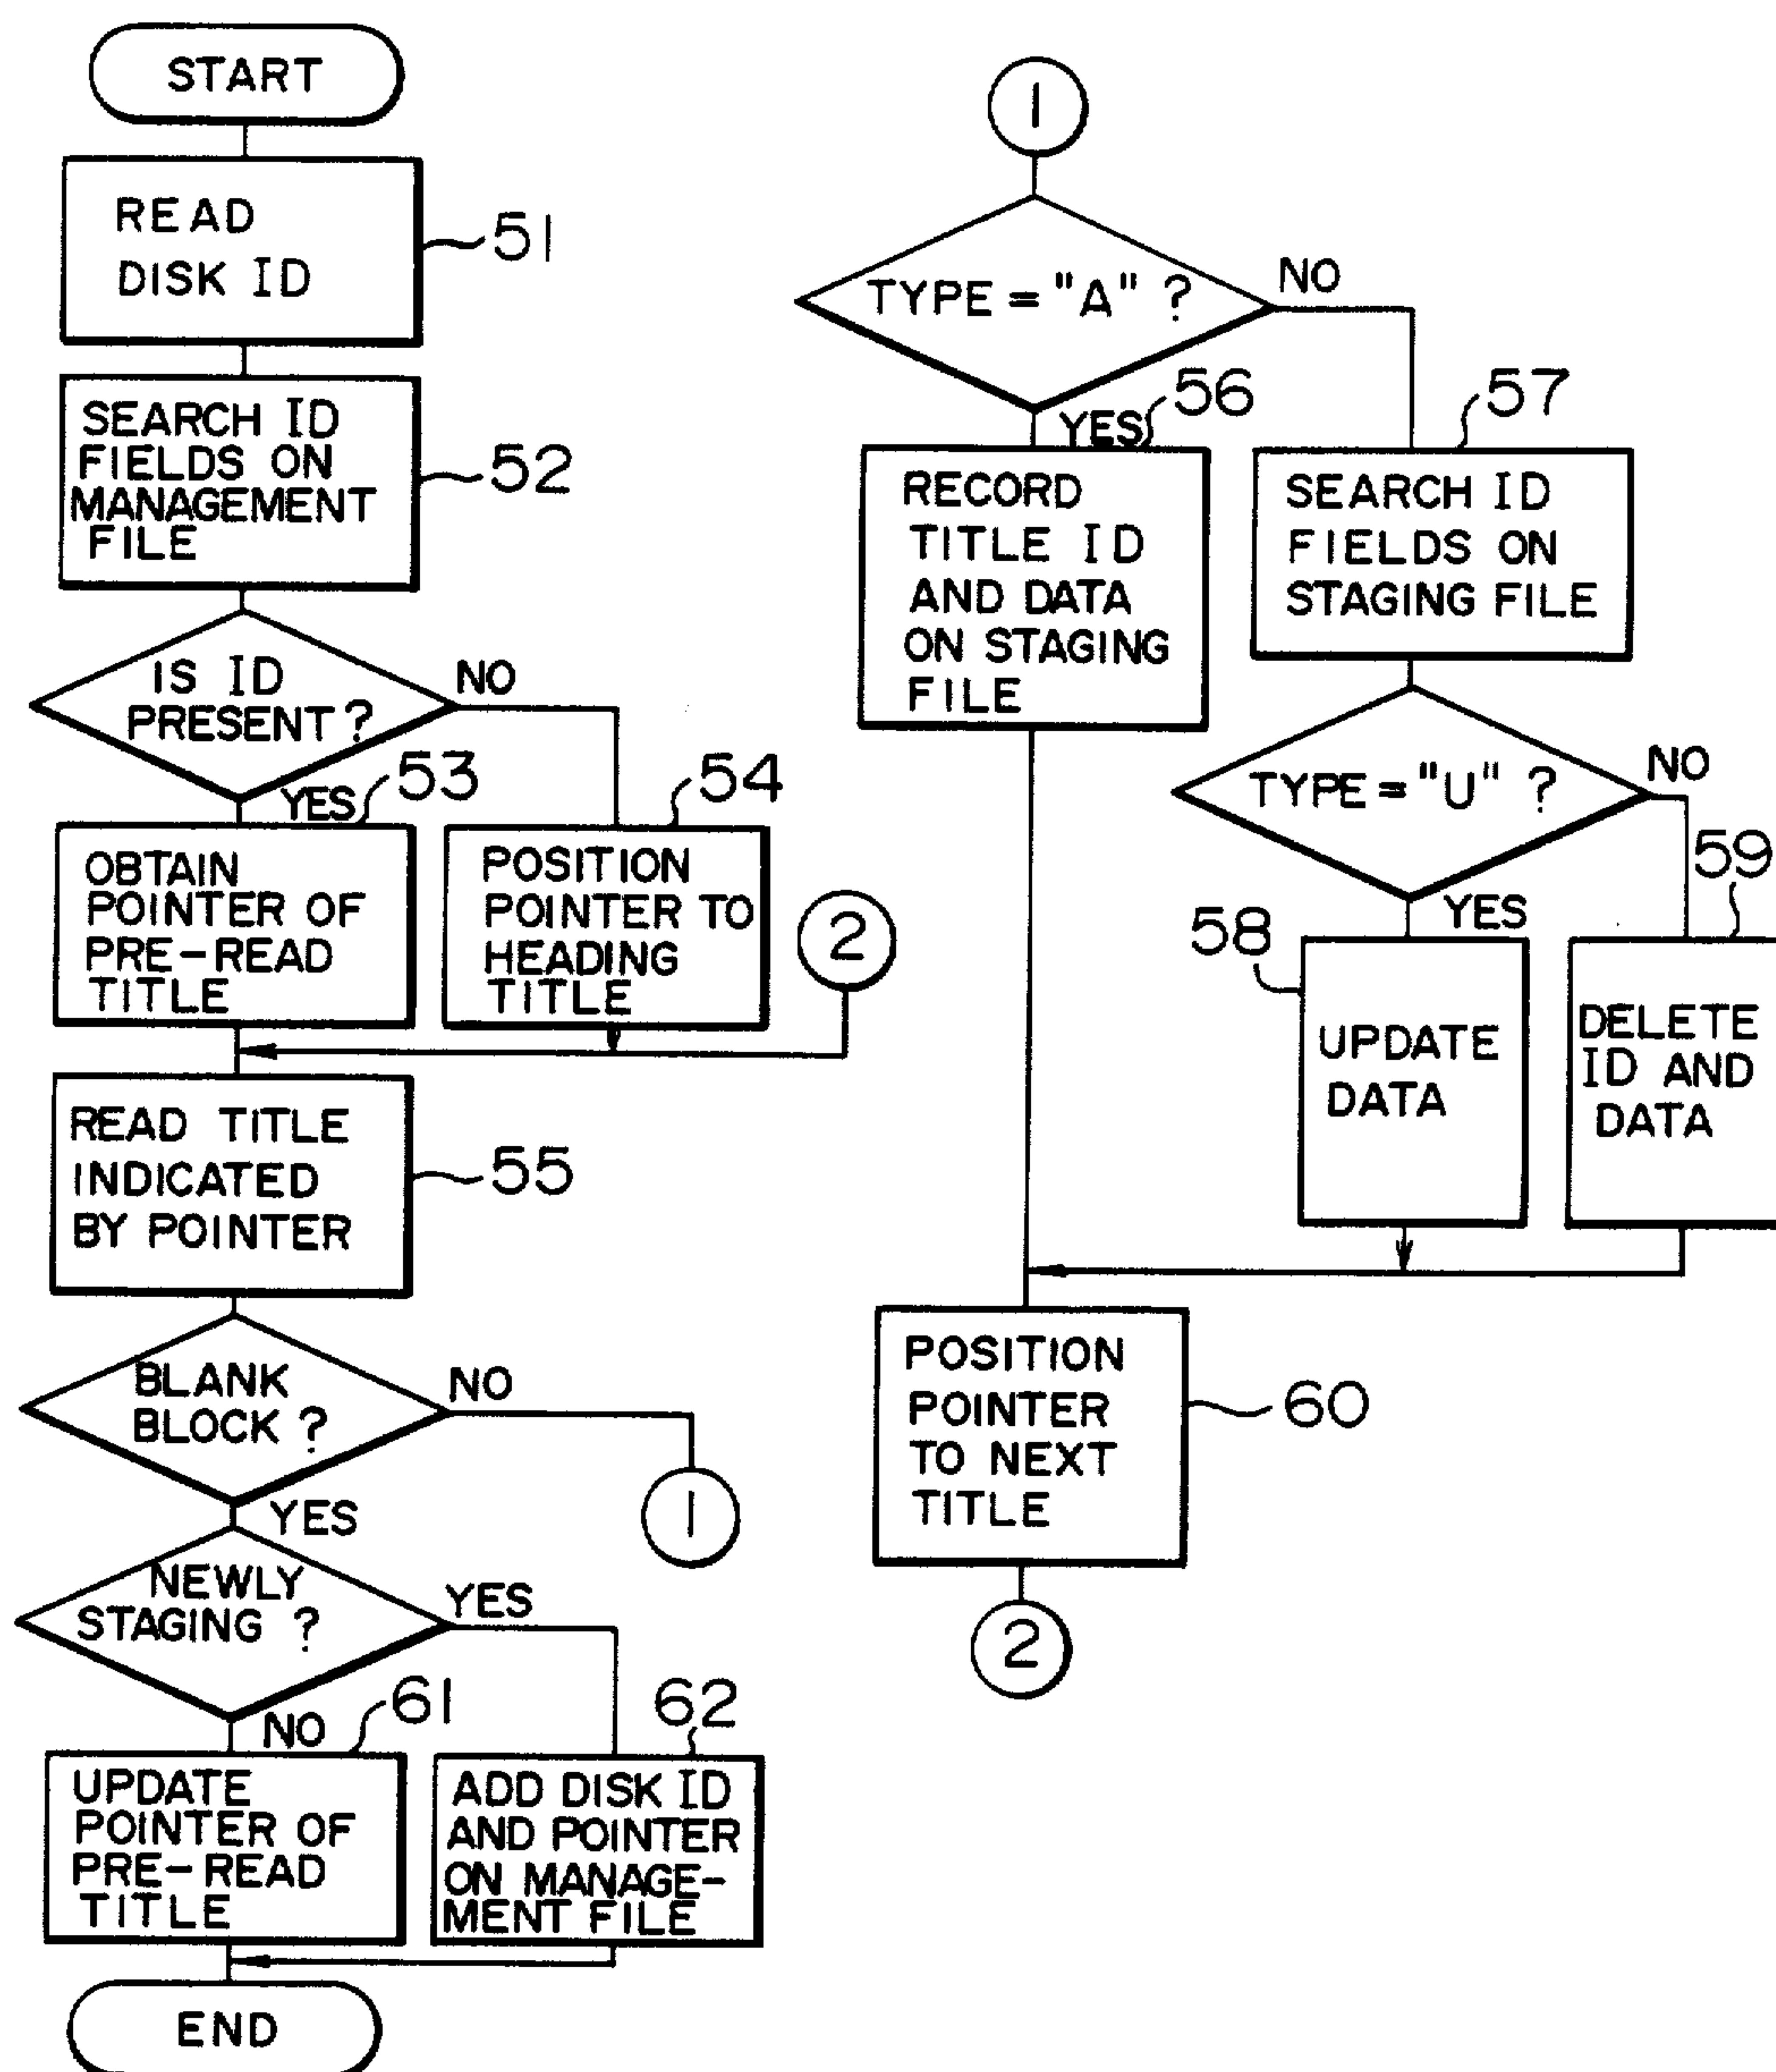 START
READ
DISK ID
51
SEARCH ID
FIELDS ON
MANAGEMENT
FILE
52
IS ID
PRESENT?
NO
YES
53
54
OBTAIN
POINTER OF
PRE-READ
TITLE
POSITION
POINTER TO
HEADING
TITLE
2
READ TITLE
INDICATED
BY POINTER
55
BLANK
BLOCK?
NO
1
YES
NEWLY
STAGING?
YES
NO
61
62
UPDATE
POINTER OF
PRE-READ
TITLE
ADD DISK ID
AND POINTER
ON MANAGE-
MENT FILE
END
1
TYPE="A"?
NO
YES
56
57
RECORD
TITLE ID
AND DATA
ON STAGING
FILE
SEARCH ID
FIELDS ON
STAGING FILE
TYPE="U"?
NO
YES
58
59
UPDATE
DATA
DELETE
ID AND
DATA
POSITION
POINTER
TO NEXT
TITLE
60
2